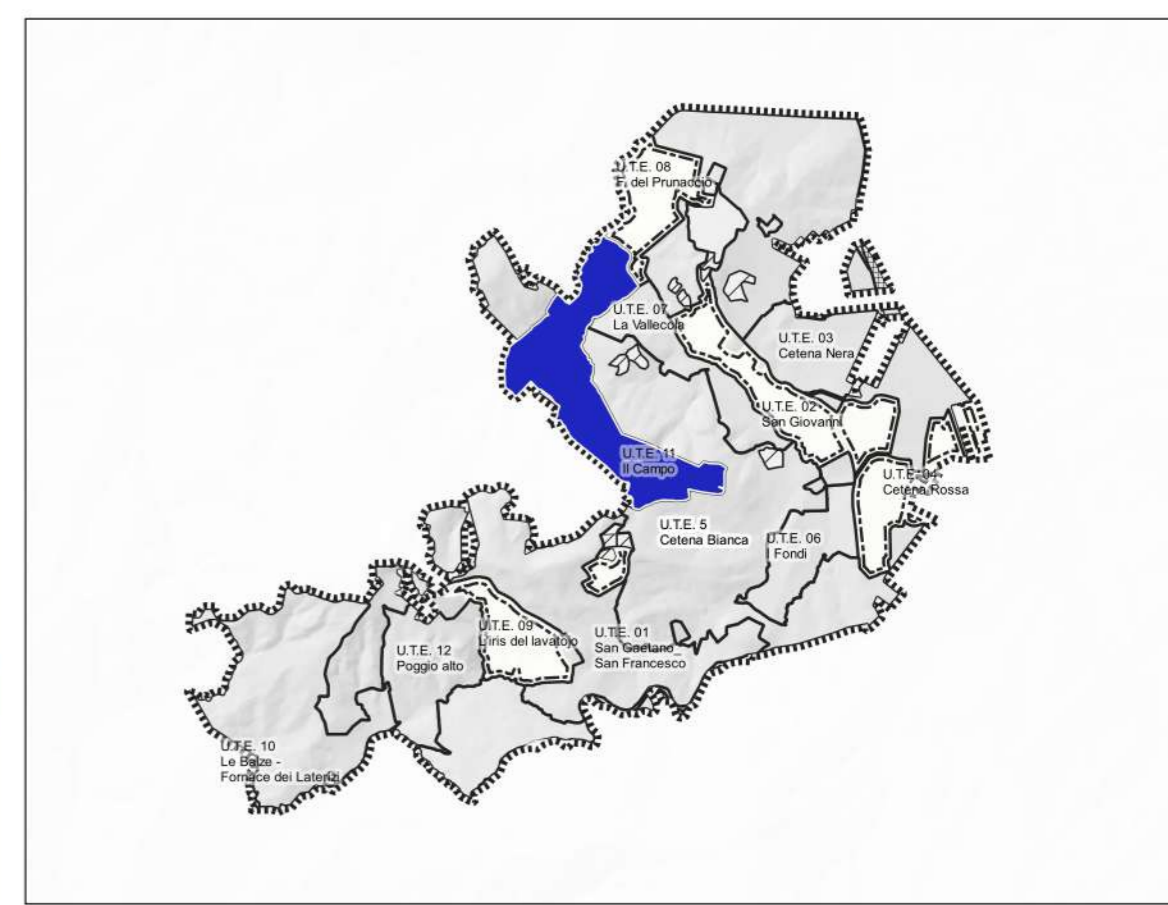 U.T.E. 08
F. del Prunaccio
U.T.E. 07
La Vallecola
U.T.E. 03
Cetena Nera
U.T.E. 02
San Giovanni
U.T.E. 11
Il Campo
U.T.E. 04
Cetena Rossa
U.T.E. 5
Cetena Bianca
U.T.E. 06
I Fondi
U.T.E. 09
L'iris del lavatoio
U.T.E. 01
San Gaetano_
San Francesco
U.T.E. 12
Poggio alto
U.T.E. 10
Le Balze -
Fornace dei Laterizi